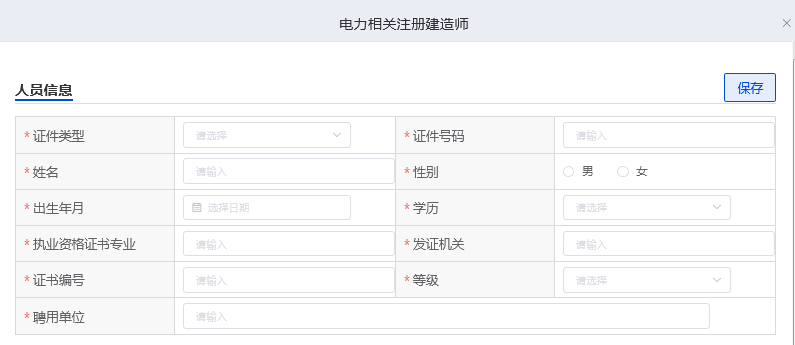 电力相关注册建造师
人员信息 保存
* 证件类型 请选择 * 证件号码 请输入
* 姓名 请输入 * 性别 男 女
* 出生年月 选择日期 * 学历 请选择
* 执业资格证书专业 请输入 * 发证机关 请输入
* 证书编号 请输入 * 等级 请选择
* 聘用单位 请输入